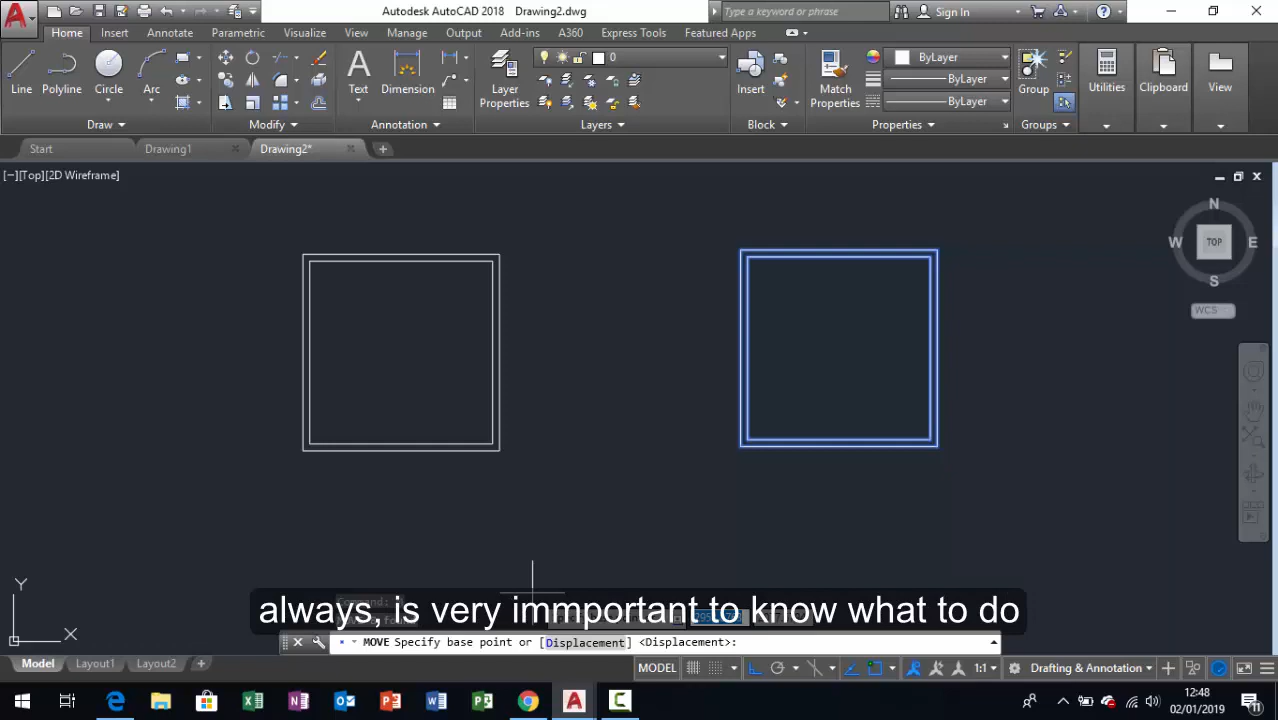 Autodesk AutoCAD 2018 Drawing2.dwg
Type a keyword or phrase
Sign In
Home Insert Annotate Parametric Visualize View Manage Output Add-ins A360 Express Tools Featured Apps
0
ByLayer
ByLayer
ByLayer
Line Polyline Circle Arc Text Dimension Layer Properties Insert Match Properties Group Utilities Clipboard View
Draw Modify Annotation Layers Block Properties Groups
Start Drawing1 Drawing2*
[−][Top][2D Wireframe]
N
W TOP E
S
WCS
Y
X
Command:
always, is very immportant to know what to do
MOVE Specify base point or [Displacement] <Displacement>:
Model Layout1 Layout2 +
MODEL 1:1 Drafting & Annotation
12:48
02/01/2019